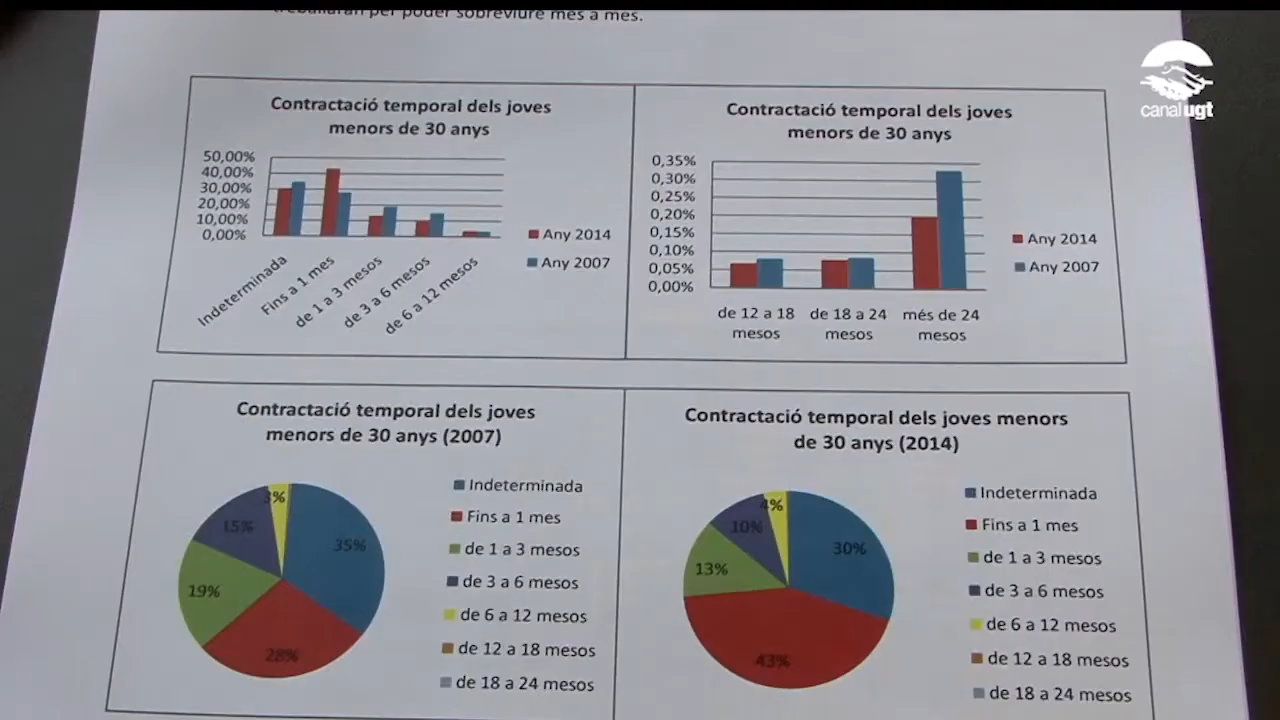 treballaran per poder sobreviure mes a mes.
canalugt
Contractació temporal dels joves
menors de 30 anys
50,00%
40,00%
30,00%
20,00%
10,00%
0,00%
Indeterminada
Fins a 1 mes
de 1 a 3 mesos
de 3 a 6 mesos
de 6 a 12 mesos
Any 2014
Any 2007
Contractació temporal dels joves
menors de 30 anys
0,35%
0,30%
0,25%
0,20%
0,15%
0,10%
0,05%
0,00%
de 12 a 18
mesos
de 18 a 24
mesos
més de 24
mesos
Any 2014
Any 2007
Contractació temporal dels joves
menors de 30 anys (2007)
3%
15%
35%
19%
28%
Indeterminada
Fins a 1 mes
de 1 a 3 mesos
de 3 a 6 mesos
de 6 a 12 mesos
de 12 a 18 mesos
de 18 a 24 mesos
Contractació temporal dels joves menors
de 30 anys (2014)
4%
10%
30%
13%
43%
Indeterminada
Fins a 1 mes
de 1 a 3 mesos
de 3 a 6 mesos
de 6 a 12 mesos
de 12 a 18 mesos
de 18 a 24 mesos